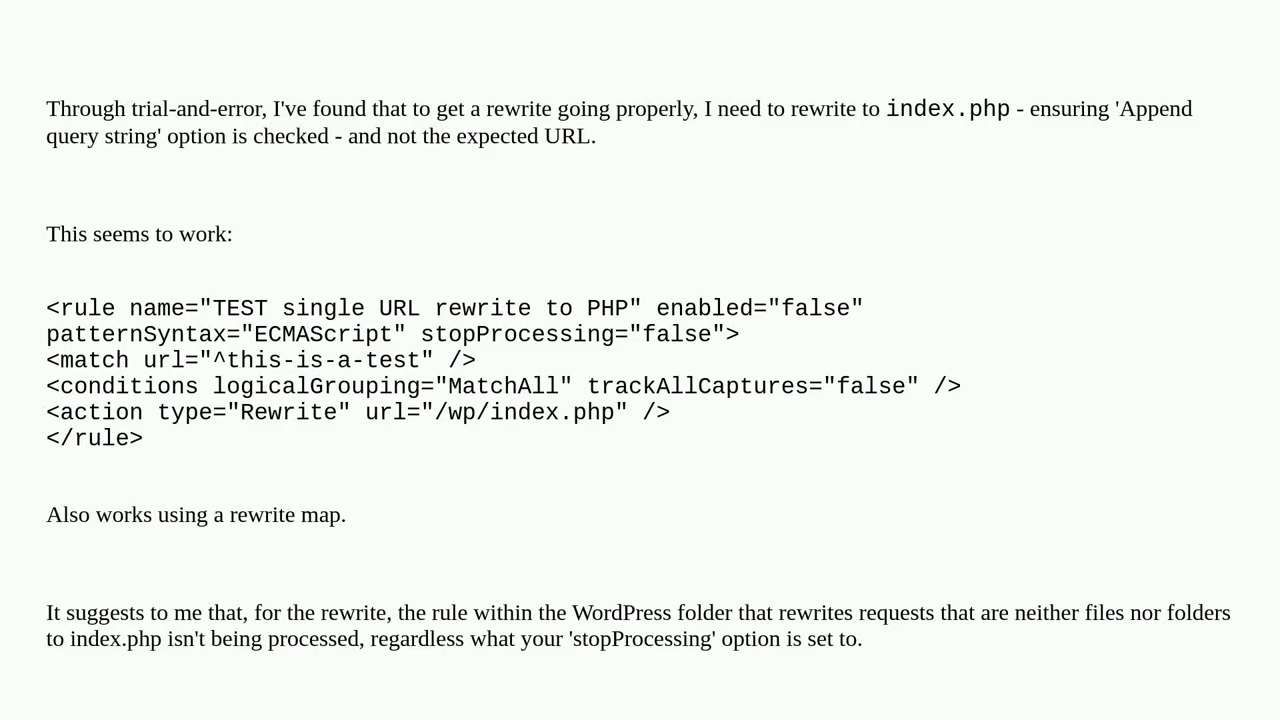 Through trial-and-error, I've found that to get a rewrite going properly, I need to rewrite to index.php - ensuring 'Append
query string' option is checked - and not the expected URL.
This seems to work:
<rule name="TEST single URL rewrite to PHP" enabled="false"
patternSyntax="ECMAScript" stopProcessing="false">
<match url="^this-is-a-test" />
<conditions logicalGrouping="MatchAll" trackAllCaptures="false" />
<action type="Rewrite" url="/wp/index.php" />
</rule>
Also works using a rewrite map.
It suggests to me that, for the rewrite, the rule within the WordPress folder that rewrites requests that are neither files nor folders
to index.php isn't being processed, regardless what your 'stopProcessing' option is set to.